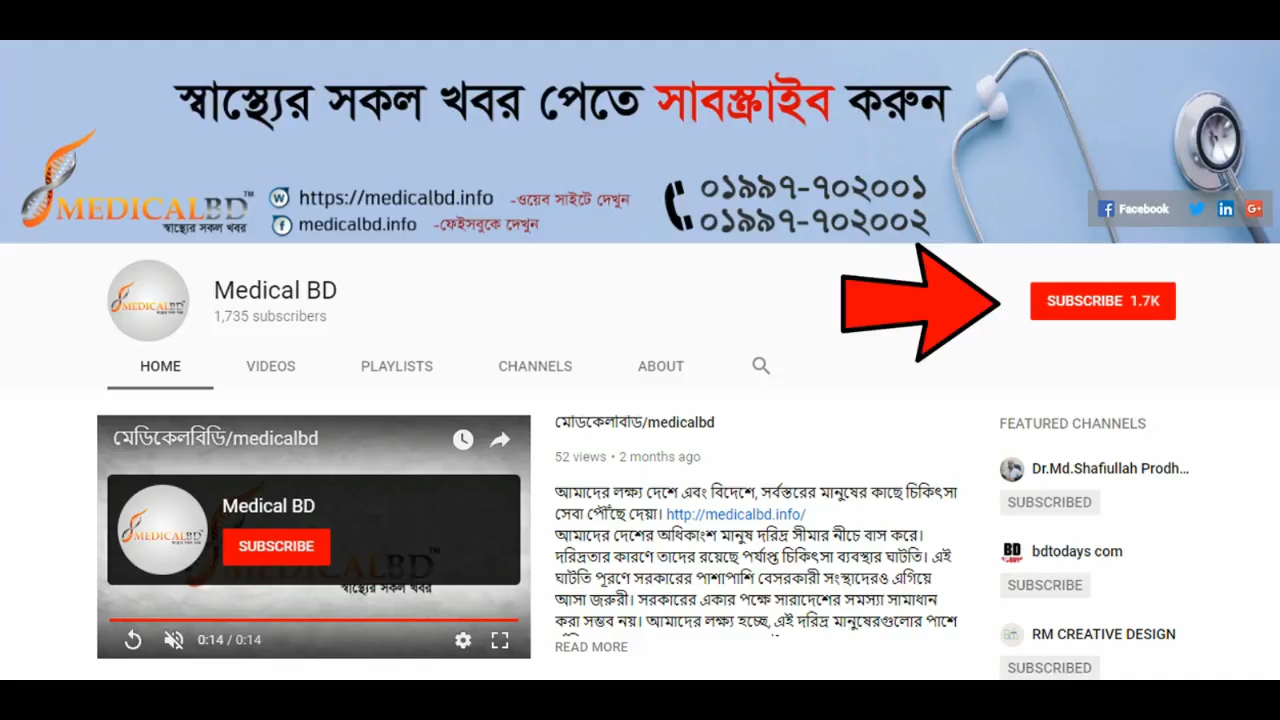 স্বাস্থ্যের সকল খবর পেতে সাবস্ক্রাইব করুন
MEDICALBD™
স্বাস্থ্যের সকল খবর
https://medicalbd.info -ওয়েব সাইটে দেখুন
medicalbd.info -ফেইসবুকে দেখুন
০১৯৯৭-৭০২০০১
০১৯৯৭-৭০২০০২
Facebook
MEDICALBD
Medical BD
1,735 subscribers
SUBSCRIBE 1.7K
HOME VIDEOS PLAYLISTS CHANNELS ABOUT
মেডিকেলবিডি/medicalbd
Medical BD
SUBSCRIBE
MEDICALBD
স্বাস্থ্যের সকল খবর
0:14 / 0:14
মেডিকেলবিডি/medicalbd
52 views • 2 months ago
আমাদের লক্ষ্য দেশে এবং বিদেশে, সর্বস্তরের মানুষের কাছে চিকিৎসা
সেবা পৌঁছে দেয়া। http://medicalbd.info/
আমাদের দেশের অধিকাংশ মানুষ দরিদ্র সীমার নীচে বাস করে।
দরিদ্রতার কারণে তাদের রয়েছে পর্যাপ্ত চিকিৎসা ব্যবস্থার ঘাটতি। এই
ঘাটতি পূরণে সরকারের পাশাপাশি বেসরকারী সংস্থাদেরও এগিয়ে
আসা জরুরী। সরকারের একার পক্ষে সারাদেশের সমস্যা সামাধান
করা সম্ভব নয়। আমাদের লক্ষ্য হচ্ছে, এই দরিদ্র মানুষেরগুলোর পাশে
READ MORE
FEATURED CHANNELS
Dr.Md.Shafiullah Prodh...
SUBSCRIBED
bdtodays com
SUBSCRIBE
RM CREATIVE DESIGN
SUBSCRIBED